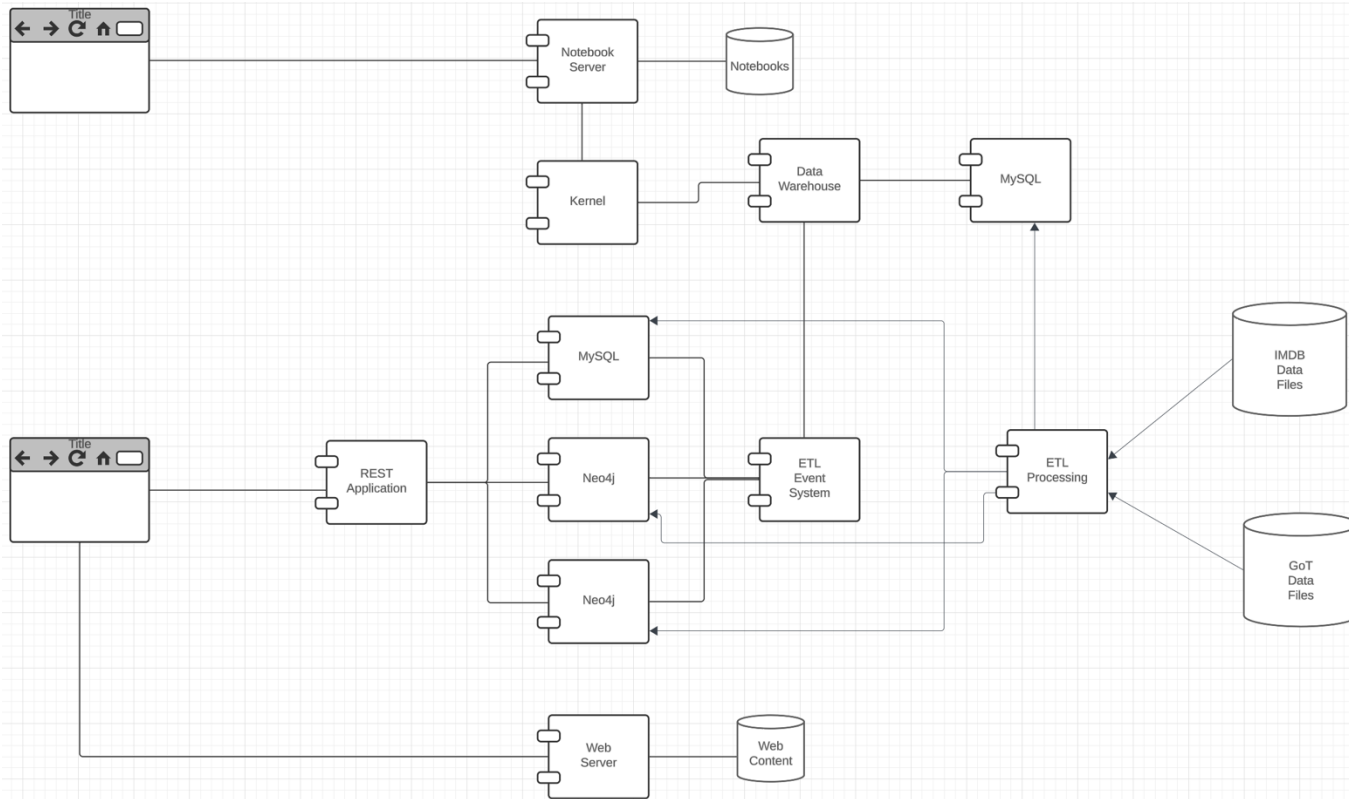 Title
Notebook
Server
Notebooks
Kernel
Data
Warehouse
MySQL
MySQL
IMDB
Data
Files
Title
REST
Application
Neo4j
ETL
Event
System
ETL
Processing
Neo4j
GoT
Data
Files
Web
Server
Web
Content